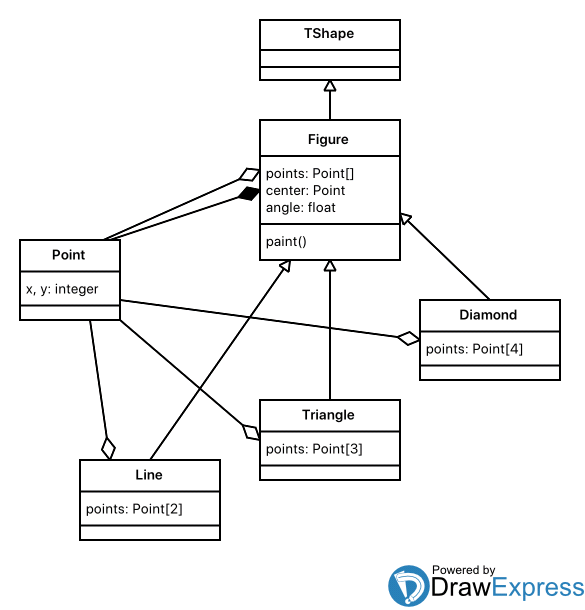 TShape
Figure
points: Point[]
center: Point
angle: float
paint()
Point
x, y: integer
Diamond
points: Point[4]
Triangle
points: Point[3]
Line
points: Point[2]
Powered by
DrawExpress